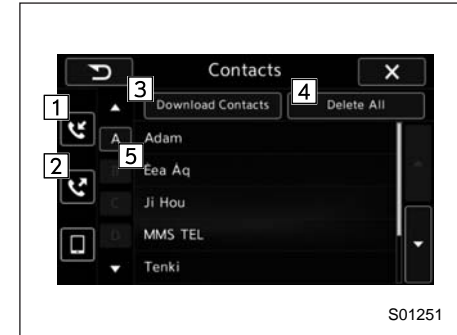 Contacts
3
4
Download Contacts
Delete All
1
A
Adam
5
2
B
Eea Aq
C
Ji Hou
D
MMS TEL
Tenki
S01251